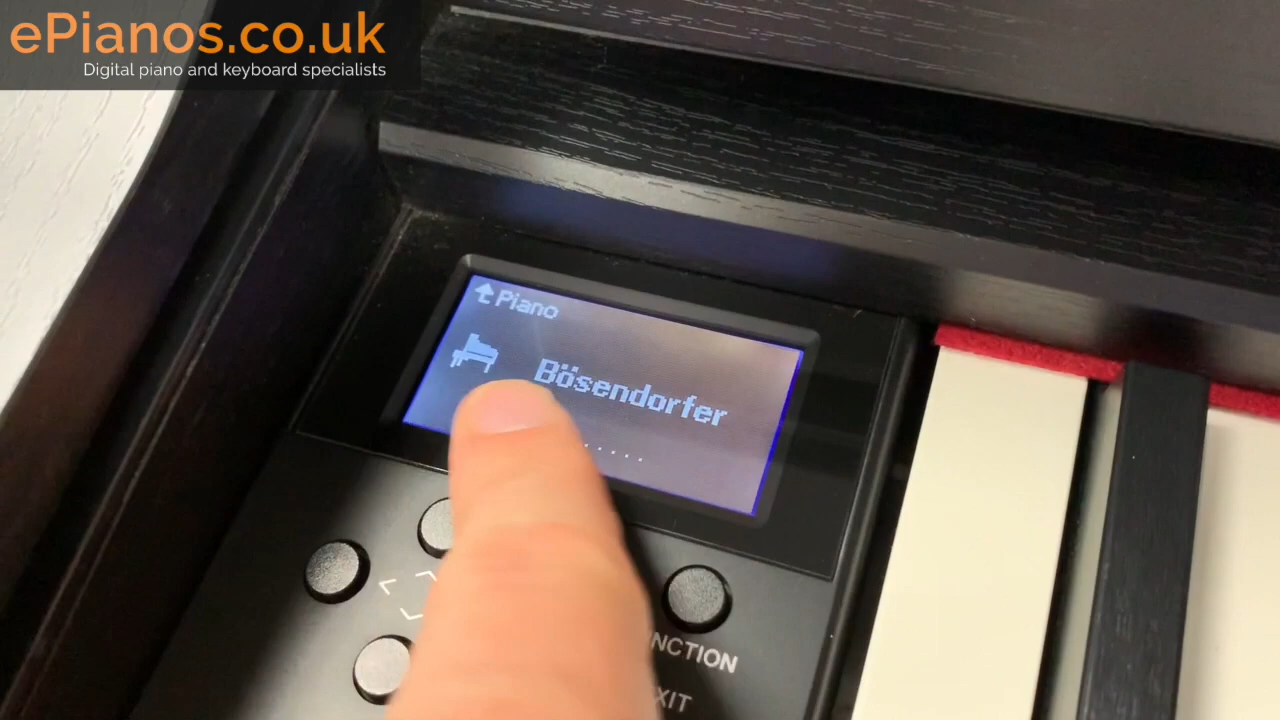 ePianos.co.uk
Digital piano and keyboard specialists
Piano
Bösendorfer
NCTION
XIT